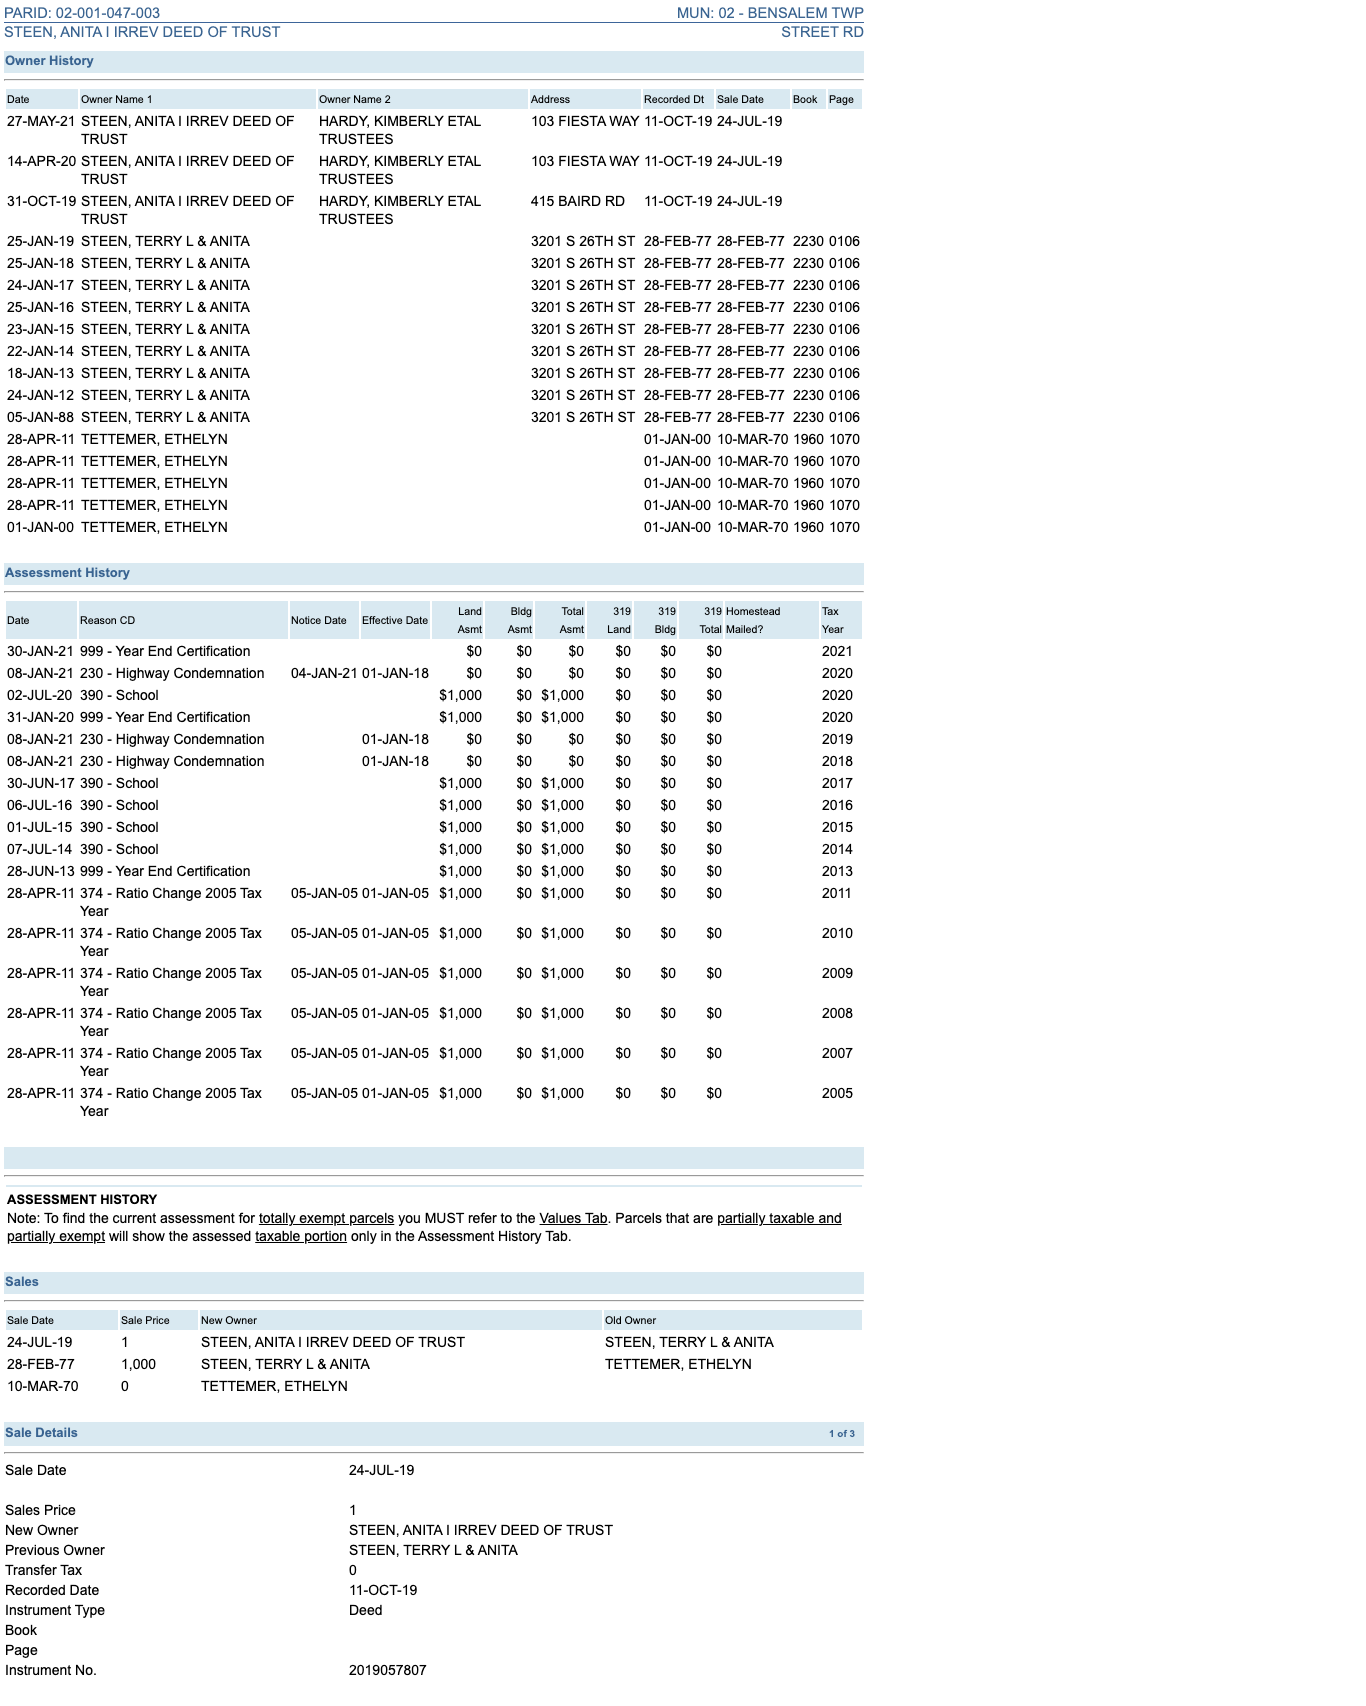 PARID: 02-001-047-003 MUN: 02 - BENSALEM TWP
STEEN, ANITA I IRREV DEED OF TRUST STREET RD
Owner History
Date Owner Name 1 Owner Name 2 Address Recorded Dt Sale Date Book Page
27-MAY-21 STEEN, ANITA I IRREV DEED OF HARDY, KIMBERLY ETAL 103 FIESTA WAY 11-OCT-19 24-JUL-19
TRUST TRUSTEES
14-APR-20 STEEN, ANITA I IRREV DEED OF HARDY, KIMBERLY ETAL 103 FIESTA WAY 11-OCT-19 24-JUL-19
TRUST TRUSTEES
31-OCT-19 STEEN, ANITA I IRREV DEED OF HARDY, KIMBERLY ETAL 415 BAIRD RD 11-OCT-19 24-JUL-19
TRUST TRUSTEES
25-JAN-19 STEEN, TERRY L & ANITA 3201 S 26TH ST 28-FEB-77 28-FEB-77 2230 0106
25-JAN-18 STEEN, TERRY L & ANITA 3201 S 26TH ST 28-FEB-77 28-FEB-77 2230 0106
24-JAN-17 STEEN, TERRY L & ANITA 3201 S 26TH ST 28-FEB-77 28-FEB-77 2230 0106
25-JAN-16 STEEN, TERRY L & ANITA 3201 S 26TH ST 28-FEB-77 28-FEB-77 2230 0106
23-JAN-15 STEEN, TERRY L & ANITA 3201 S 26TH ST 28-FEB-77 28-FEB-77 2230 0106
22-JAN-14 STEEN, TERRY L & ANITA 3201 S 26TH ST 28-FEB-77 28-FEB-77 2230 0106
18-JAN-13 STEEN, TERRY L & ANITA 3201 S 26TH ST 28-FEB-77 28-FEB-77 2230 0106
24-JAN-12 STEEN, TERRY L & ANITA 3201 S 26TH ST 28-FEB-77 28-FEB-77 2230 0106
05-JAN-88 STEEN, TERRY L & ANITA 3201 S 26TH ST 28-FEB-77 28-FEB-77 2230 0106
28-APR-11 TETTEMER, ETHELYN 01-JAN-00 10-MAR-70 1960 1070
28-APR-11 TETTEMER, ETHELYN 01-JAN-00 10-MAR-70 1960 1070
28-APR-11 TETTEMER, ETHELYN 01-JAN-00 10-MAR-70 1960 1070
28-APR-11 TETTEMER, ETHELYN 01-JAN-00 10-MAR-70 1960 1070
01-JAN-00 TETTEMER, ETHELYN 01-JAN-00 10-MAR-70 1960 1070
Assessment History
Land Bldg Total 319 319 319 Homestead Tax
Date Reason CD Notice Date Effective Date
Asmt Asmt Asmt Land Bldg Total Mailed? Year
30-JAN-21 999 - Year End Certification $0 $0 $0 $0 $0 $0 2021
08-JAN-21 230 - Highway Condemnation 04-JAN-21 01-JAN-18 $0 $0 $0 $0 $0 $0 2020
02-JUL-20 390 - School $1,000 $0 $1,000 $0 $0 $0 2020
31-JAN-20 999 - Year End Certification $1,000 $0 $1,000 $0 $0 $0 2020
08-JAN-21 230 - Highway Condemnation 01-JAN-18 $0 $0 $0 $0 $0 $0 2019
08-JAN-21 230 - Highway Condemnation 01-JAN-18 $0 $0 $0 $0 $0 $0 2018
30-JUN-17 390 - School $1,000 $0 $1,000 $0 $0 $0 2017
06-JUL-16 390 - School $1,000 $0 $1,000 $0 $0 $0 2016
01-JUL-15 390 - School $1,000 $0 $1,000 $0 $0 $0 2015
07-JUL-14 390 - School $1,000 $0 $1,000 $0 $0 $0 2014
28-JUN-13 999 - Year End Certification $1,000 $0 $1,000 $0 $0 $0 2013
28-APR-11 374 - Ratio Change 2005 Tax 05-JAN-05 01-JAN-05 $1,000 $0 $1,000 $0 $0 $0 2011
Year
28-APR-11 374 - Ratio Change 2005 Tax 05-JAN-05 01-JAN-05 $1,000 $0 $1,000 $0 $0 $0 2010
Year
28-APR-11 374 - Ratio Change 2005 Tax 05-JAN-05 01-JAN-05 $1,000 $0 $1,000 $0 $0 $0 2009
Year
28-APR-11 374 - Ratio Change 2005 Tax 05-JAN-05 01-JAN-05 $1,000 $0 $1,000 $0 $0 $0 2008
Year
28-APR-11 374 - Ratio Change 2005 Tax 05-JAN-05 01-JAN-05 $1,000 $0 $1,000 $0 $0 $0 2007
Year
28-APR-11 374 - Ratio Change 2005 Tax 05-JAN-05 01-JAN-05 $1,000 $0 $1,000 $0 $0 $0 2005
Year
ASSESSMENT HISTORY
Note: To find the current assessment for totally exempt parcels you MUST refer to the Values Tab. Parcels that are partially taxable and
partially exempt will show the assessed taxable portion only in the Assessment History Tab.
Sales
Sale Date Sale Price New Owner Old Owner
24-JUL-19 1 STEEN, ANITA I IRREV DEED OF TRUST STEEN, TERRY L & ANITA
28-FEB-77 1,000 STEEN, TERRY L & ANITA TETTEMER, ETHELYN
10-MAR-70 0 TETTEMER, ETHELYN
Sale Details 1 of 3
Sale Date 24-JUL-19
Sales Price 1
New Owner STEEN, ANITA I IRREV DEED OF TRUST
Previous Owner STEEN, TERRY L & ANITA
Transfer Tax 0
Recorded Date 11-OCT-19
Instrument Type Deed
Book
Page
Instrument No. 2019057807